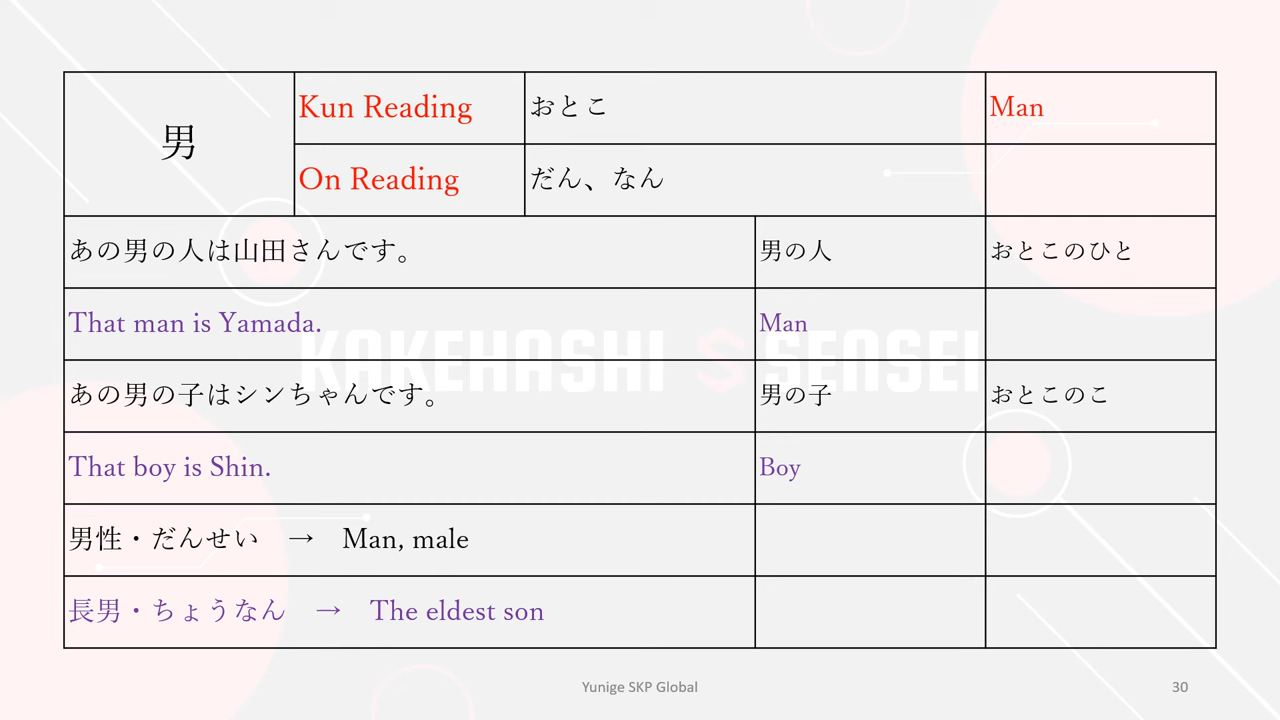 男 Kun Reading おとこ Man
On Reading だん、なん
あの男の人は山田さんです。 男の人 おとこのひと
That man is Yamada. Man
あの男の子はシンちゃんです。 男の子 おとこのこ
That boy is Shin. Boy
男性・だんせい → Man, male
長男・ちょうなん → The eldest son
KAKEHASHI SENSEI
Yunige SKP Global 30